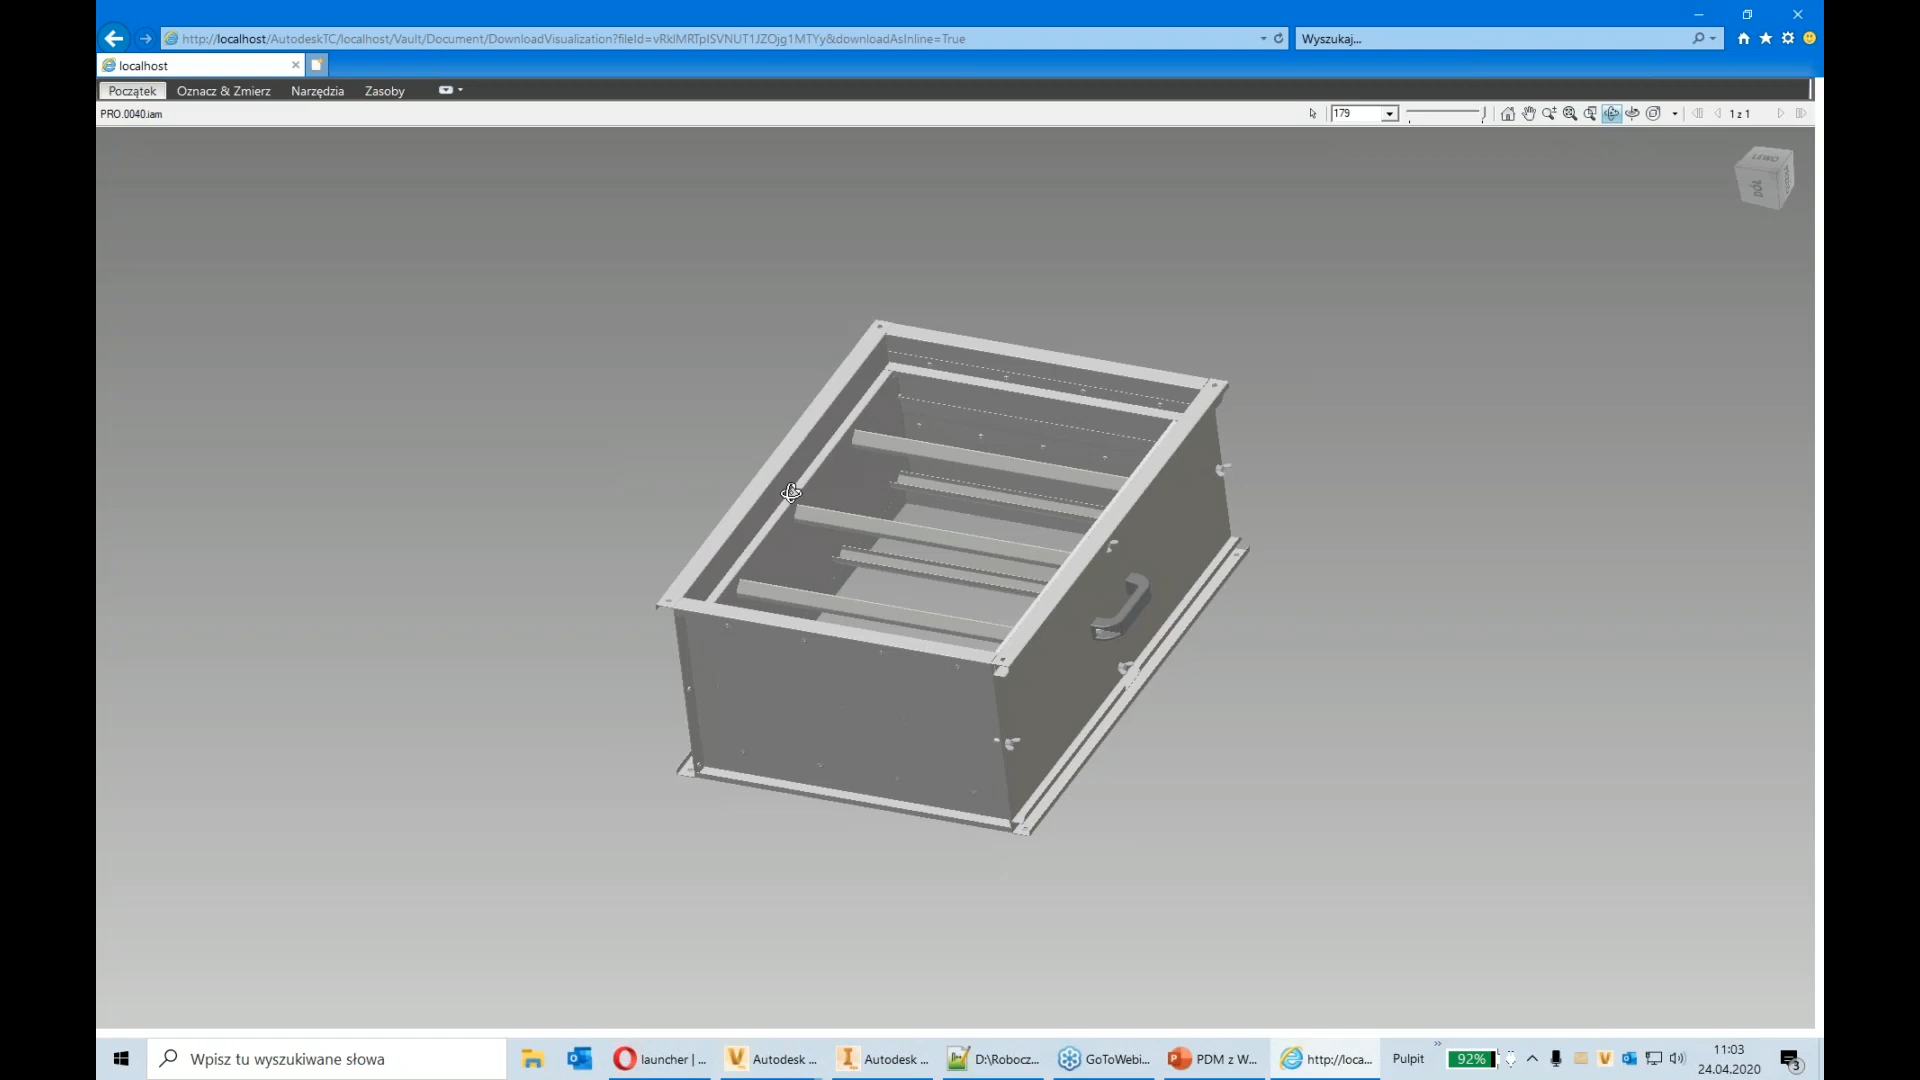 http://localhost/AutodeskTC/localhost/Vault/Document/DownloadVisualization?fileId=vRklMRTpISVNUT1JZOjg1MTYy&downloadAsInline=True
Wyszukaj...
localhost
Początek Oznacz & Zmierz Narzędzia Zasoby
PRO.0040.iam
179
1 z 1
Wpisz tu wyszukiwane słowa
launcher | ...
Autodesk ...
Autodesk ...
D:\Robocz...
GoToWebi...
PDM z W...
http://loca...
Pulpit
92%
11:03
24.04.2020
3